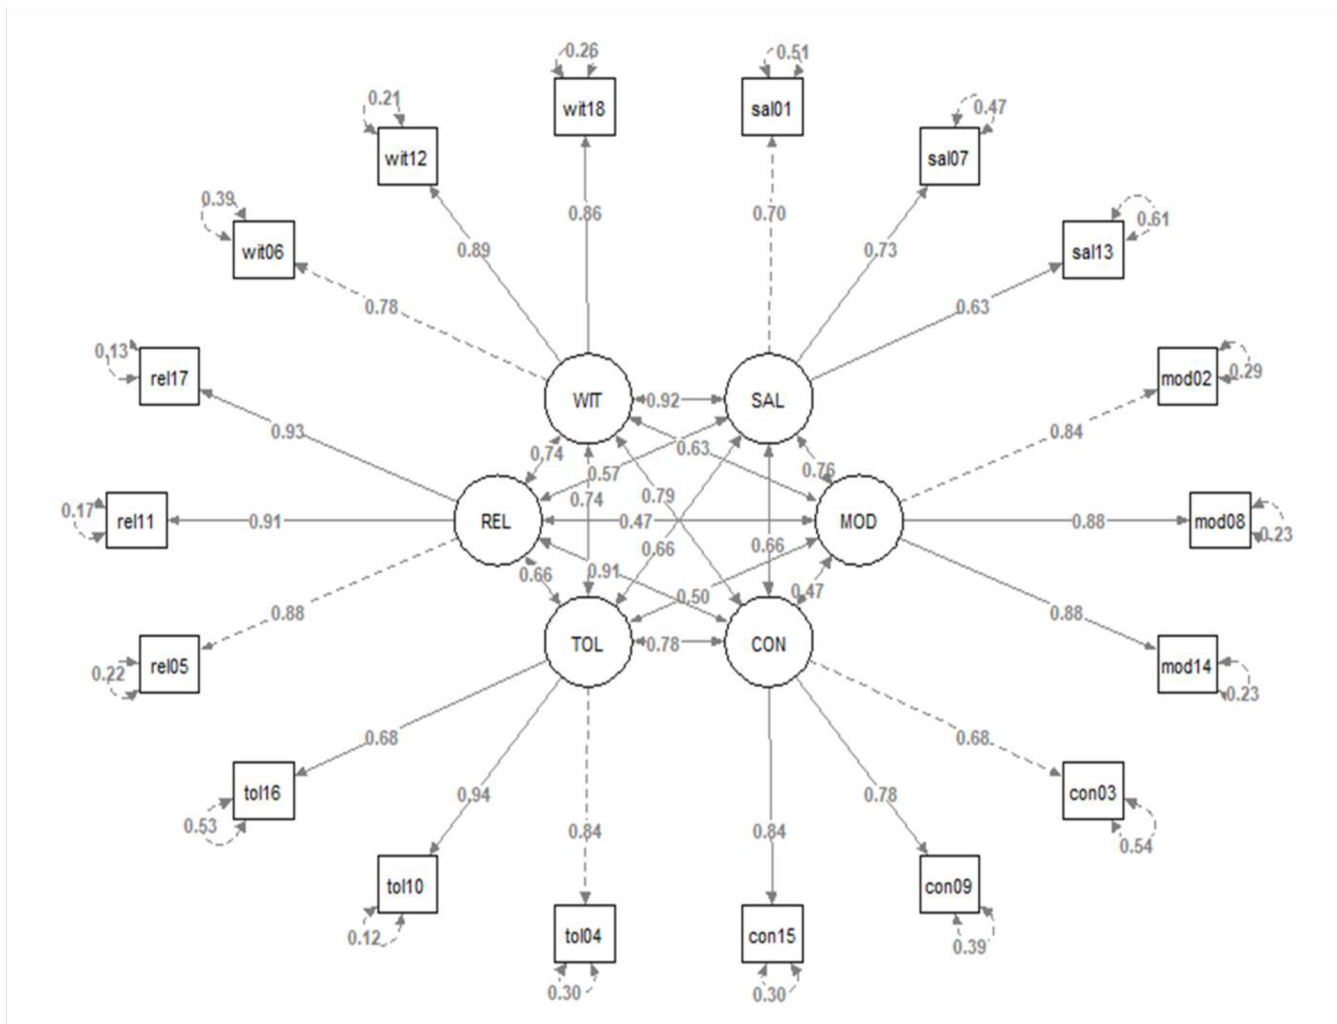 0.26
0.51
wit18
sal01
0.21
0.47
wit12
sal07
0.39
0.86
0.70
0.61
wit06
0.89
0.73
sal13
0.78
0.63
0.13
rel17
mod02
0.29
WIT
0.92
SAL
0.93
0.84
0.74
0.63
0.57
0.76
0.74
0.79
0.17
rel11
0.91
REL
0.47
MOD
0.88
mod08
0.23
0.66
0.66
0.66
0.91
0.50
0.47
0.88
0.88
TOL
0.78
CON
0.22
rel05
mod14
0.23
0.68
0.68
tol16
0.94
0.78
con03
0.53
0.84
0.84
0.54
tol10
con09
0.12
tol04
con15
0.39
0.30
0.30